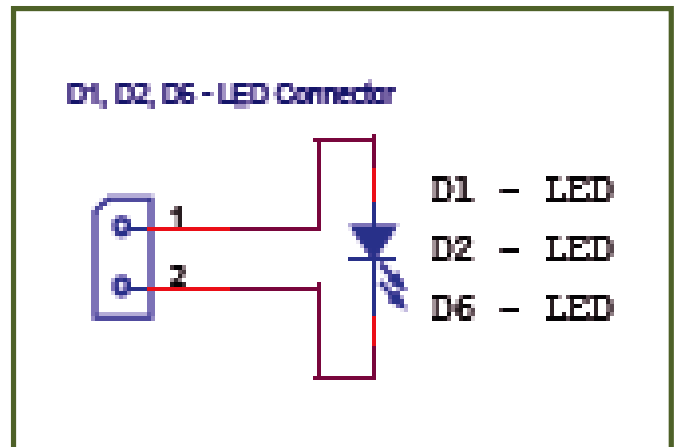 D1, D2, D6 - LED Connector
1
2
D1 - LED
D2 - LED
D6 - LED